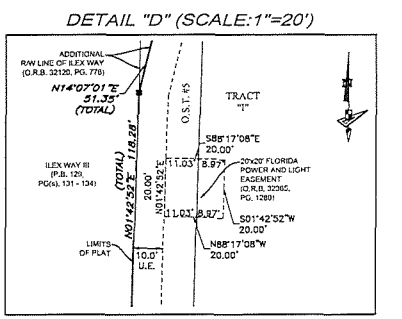 DETAIL "D" (SCALE:1"=20')
ADDITIONAL
R/W LINE OF ILEX WAY
(O.R.B. 32120, PG. 778)
N14°07'01"E
51.35'
(TOTAL)
O.S.T. #5
TRACT
"I"
S88°17'08"E
20.00'
ILEX WAY III
(P.B. 129,
PG(s). 131 - 134)
N01°42'52"E 118.28'
(TOTAL)
20.00'
N01°42'52"E
11.03' 8.97'
20'x20' FLORIDA
POWER AND LIGHT
EASEMENT
(O.R.B. 32365,
PG. 1280)
11.03' 8.97'
S01°42'52"W
20.00'
N88°17'08"W
20.00'
LIMITS
OF PLAT
10.0'
U.E.